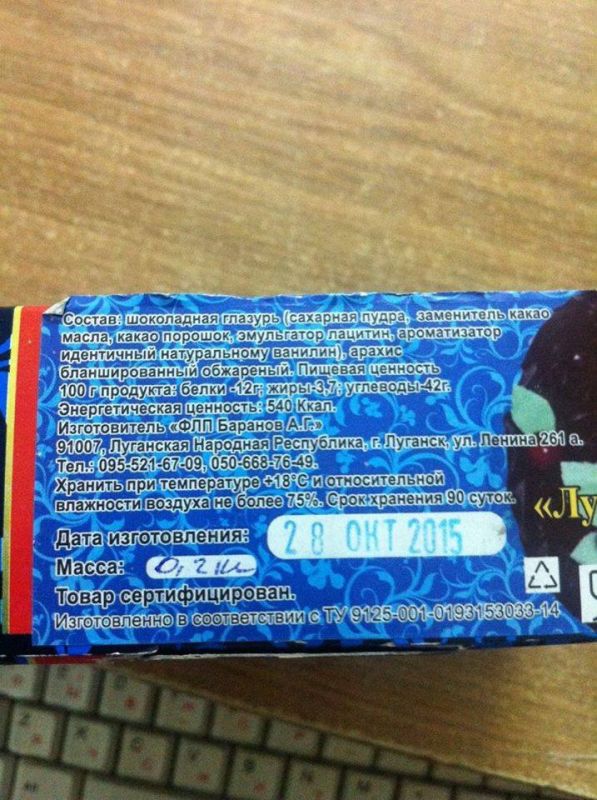 Состав: шоколадная глазурь (сахарная пудра, заменитель какао
масла, какао порошок, эмульгатор лацитин, ароматизатор
идентичный натуральному ванилин), арахис
бланшированный обжареный. Пищевая ценность
100 г продукта: белки -12г; жиры-3,7; углеводы-42г.
Энергетическая ценность: 540 Ккал.
Изготовитель «ФЛП Баранов А.Г.»
91007, Луганская Народная Республика, г. Луганск, ул. Ленина 261 а.
Тел.: 095-521-67-09, 050-668-76-49.
Хранить при температуре +18°С и относительной
влажности воздуха не более 75%. Срок хранения 90 суток.
«Лу
Дата изготовления: 28 ОКТ 2015
Масса: 0,2 кг
Товар сертифицирован.
Изготовленно в соответствии с ТУ 9125-001-0193153033-14